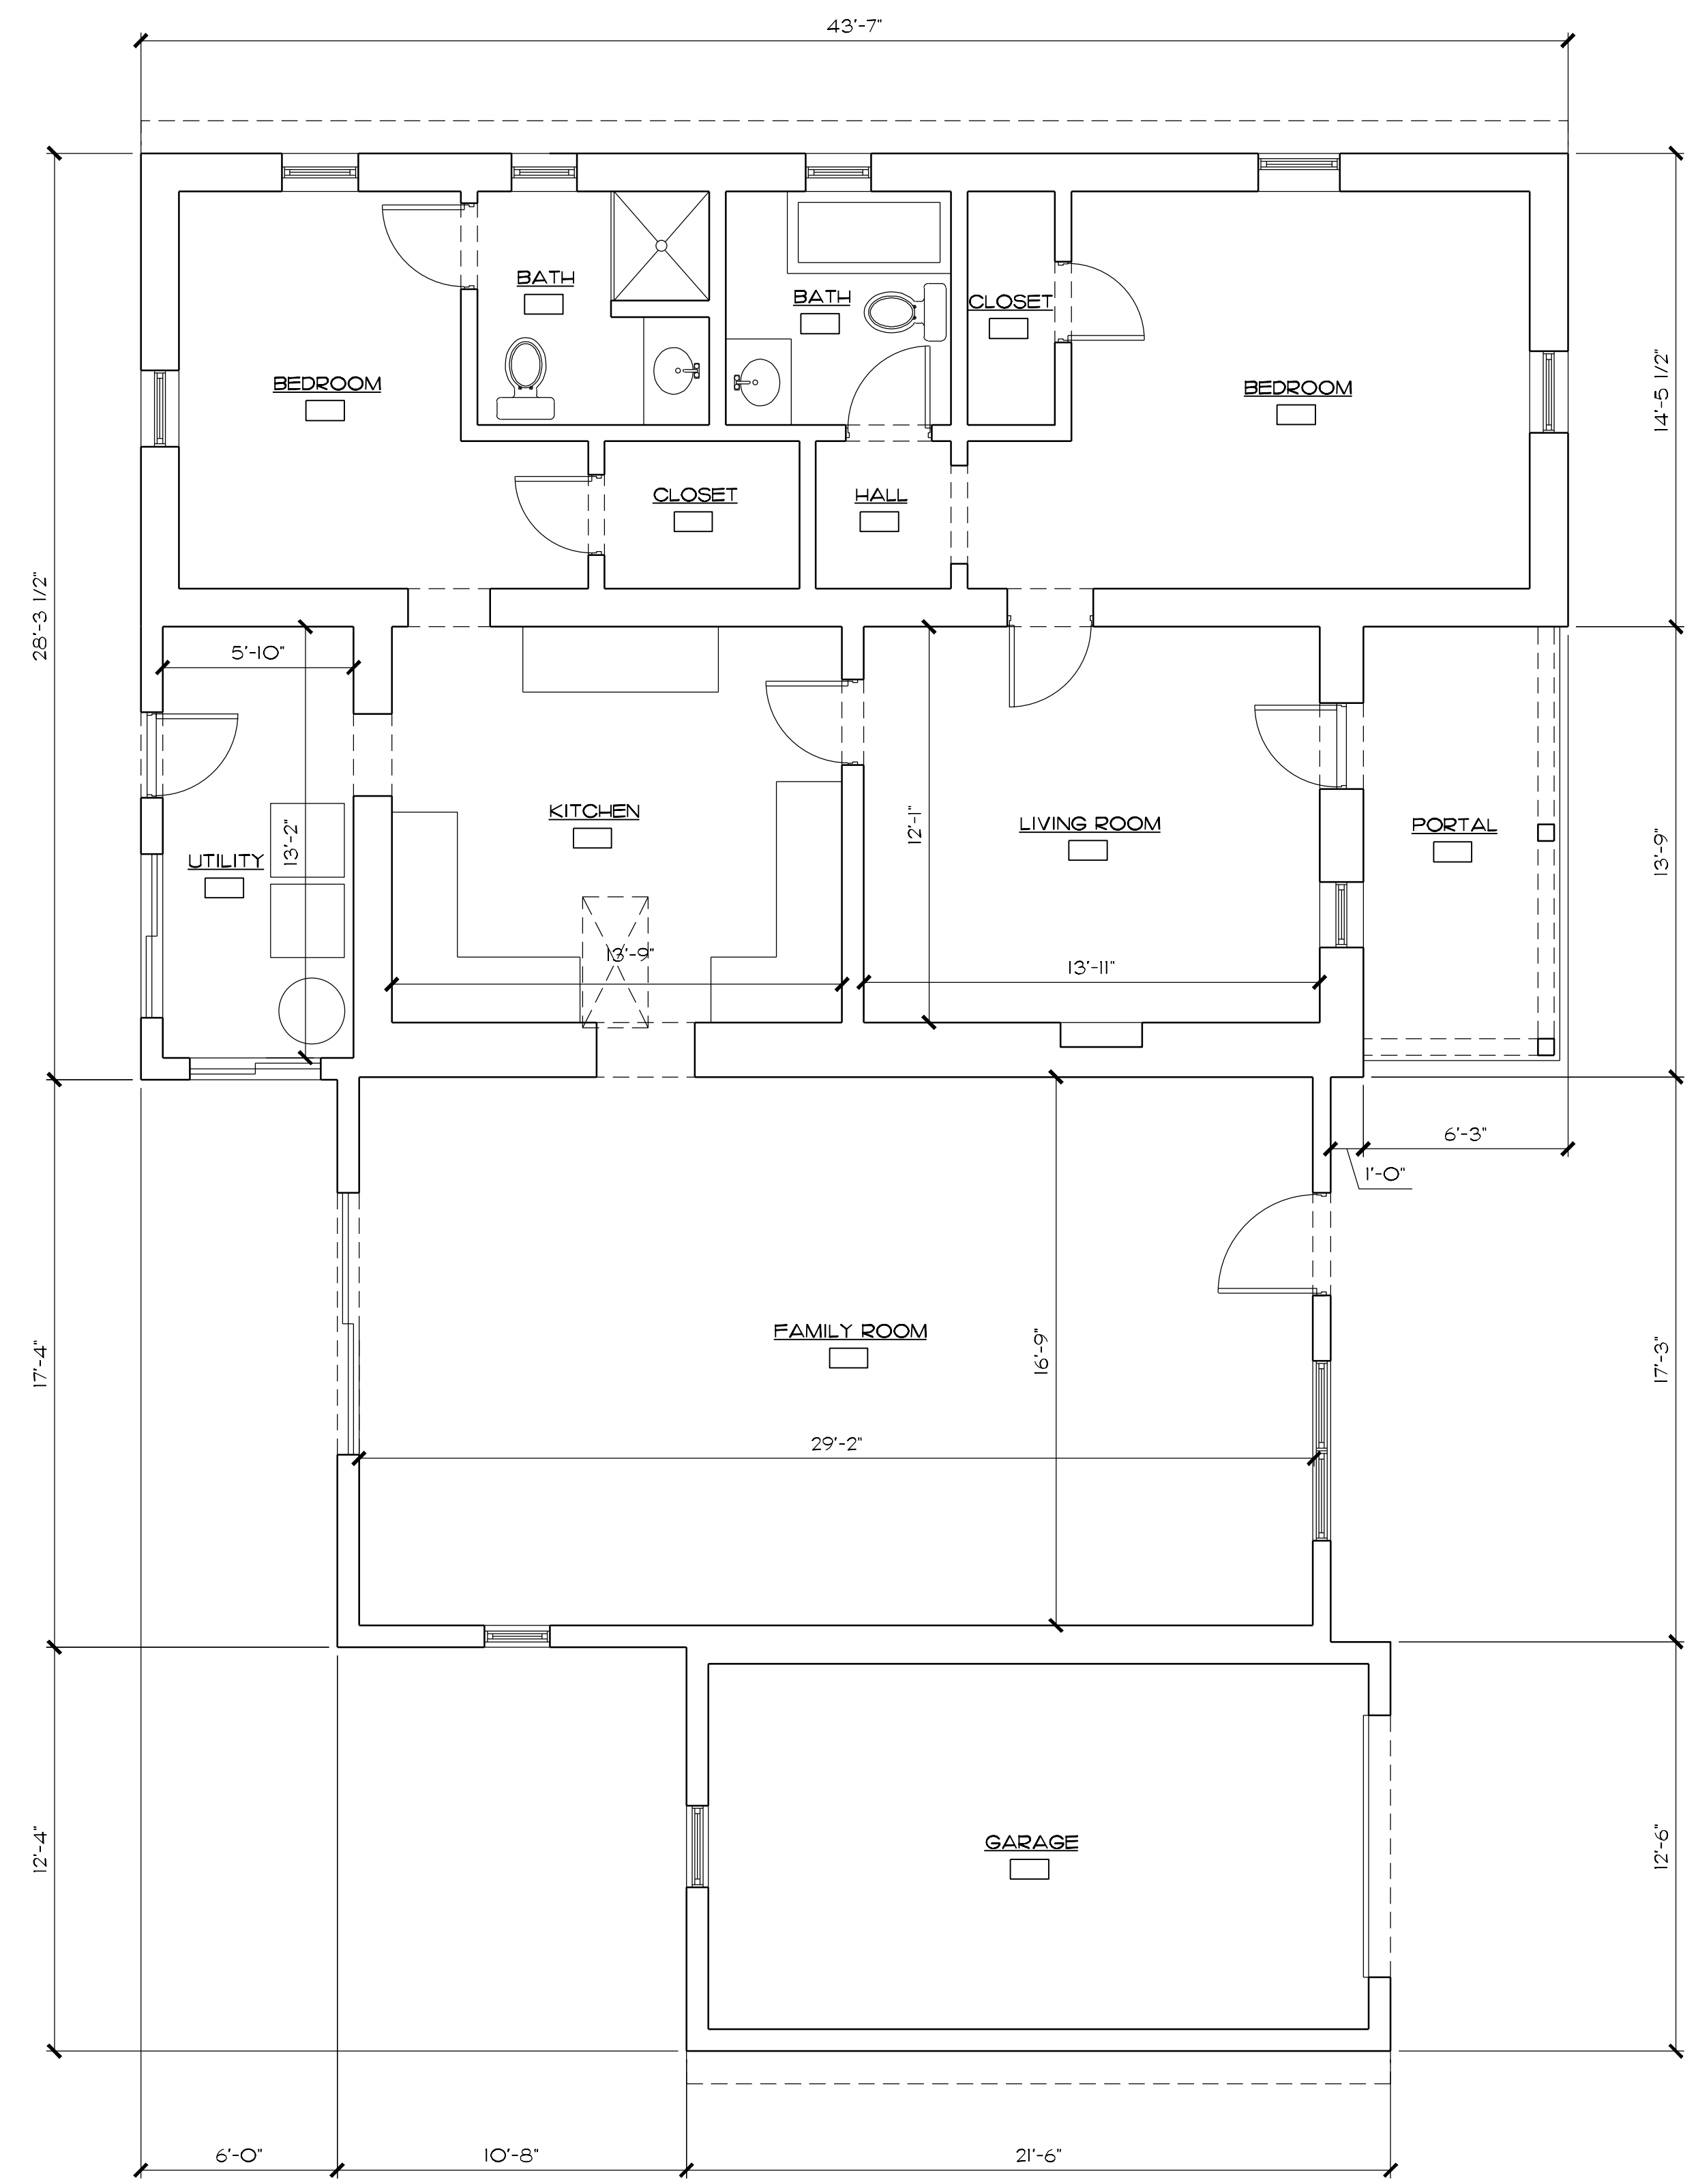 43'-7"
BATH
BATH
CLOSET
BEDROOM
BEDROOM
14'-5 1/2"
CLOSET
HALL
28'-3 1/2"
5'-10"
KITCHEN
LIVING ROOM
PORTAL
12'-1"
13'-2"
13'-9"
UTILITY
13'-9"
13'-11"
6'-3"
1'-0"
FAMILY ROOM
16'-9"
17'-4"
17'-3"
29'-2"
GARAGE
12'-4"
12'-6"
6'-0"
10'-8"
21'-6"